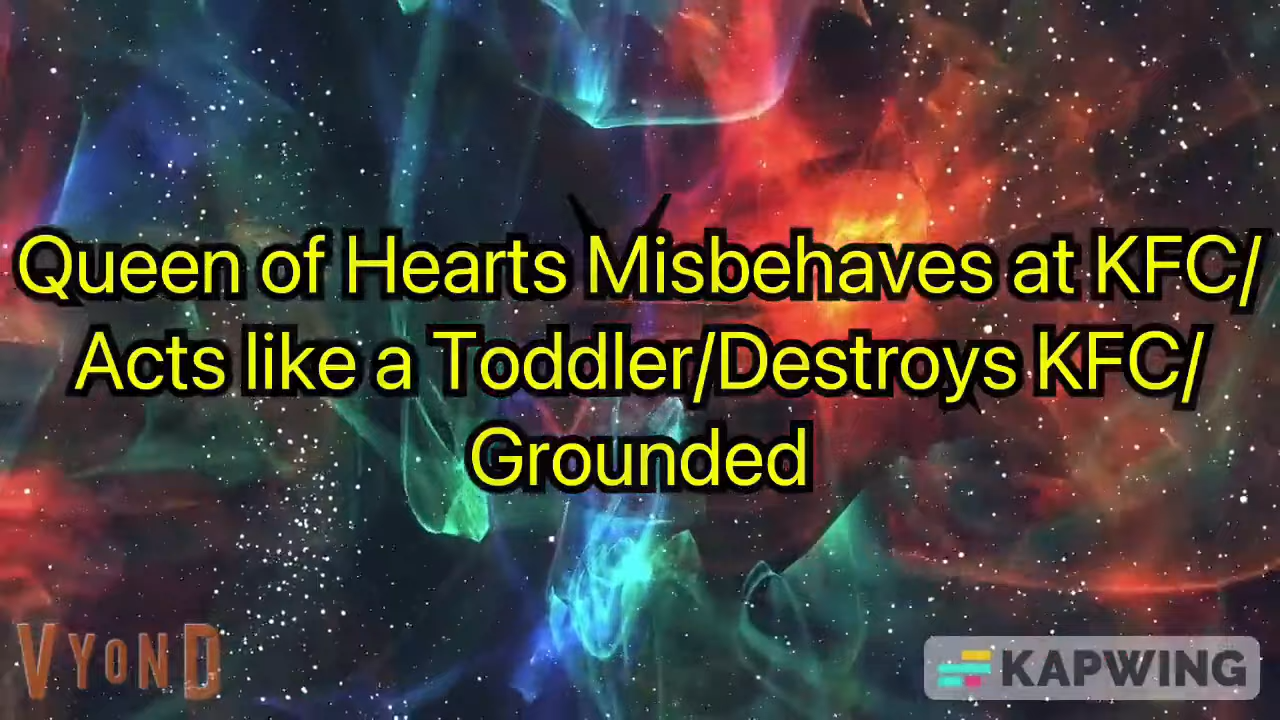 Queen of Hearts Misbehaves at KFC/
Acts like a Toddler/Destroys KFC/
Grounded
VYOND
KAPWING